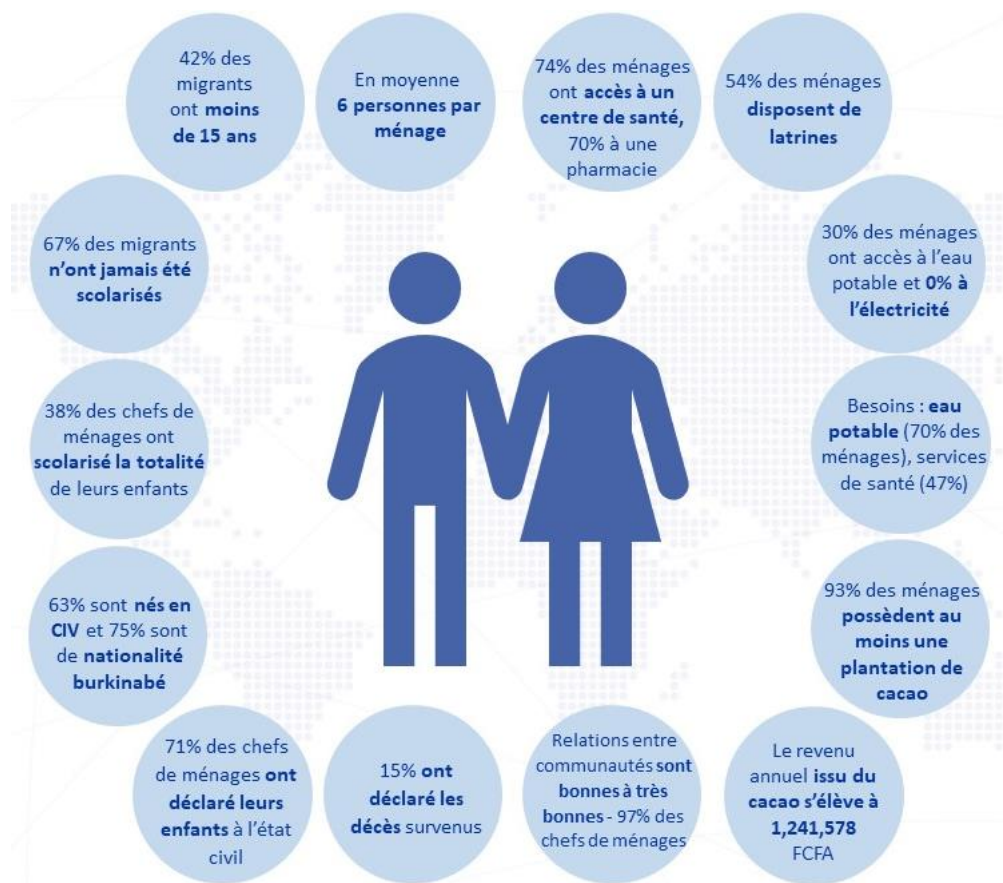 42% des
migrants
ont moins
de 15 ans
En moyenne
6 personnes par
ménage
74% des ménages
ont accès à un
centre de santé,
70% à une
pharmacie
54% des ménages
disposent de
latrines
67% des migrants
n’ont jamais été
scolarisés
30% des ménages
ont accès à l’eau
potable et 0% à
l’électricité
38% des chefs de
ménages ont
scolarisé la totalité
de leurs enfants
Besoins : eau
potable (70% des
ménages), services
de santé (47%)
63% sont nés en
CIV et 75% sont
de nationalité
burkinabé
93% des ménages
possèdent au
moins une
plantation de
cacao
71% des chefs
de ménages ont
déclaré leurs
enfants à l’état
civil
15% ont
déclaré les
décès survenus
Relations entre
communautés sont
bonnes à très
bonnes - 97% des
chefs de ménages
Le revenu
annuel issu du
cacao s’élève à
1,241,578
FCFA